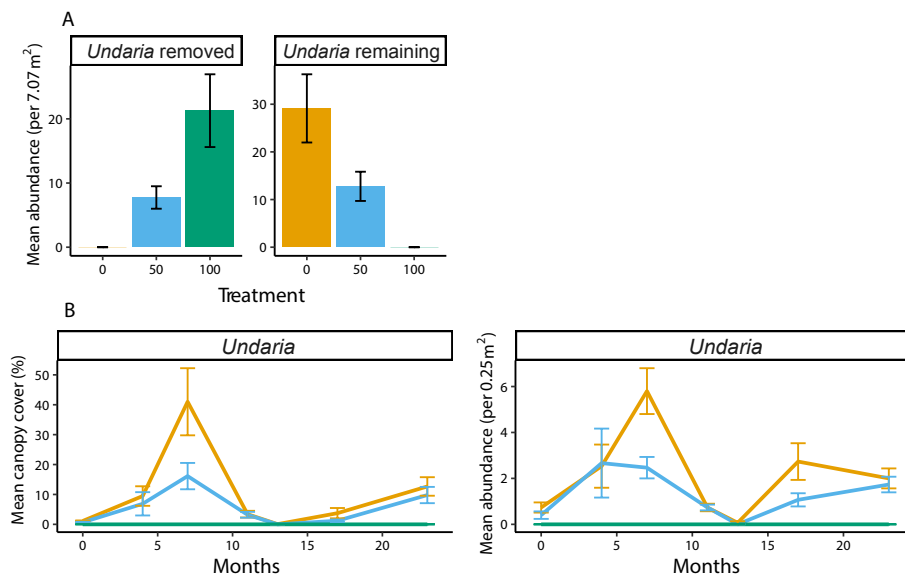 A
Undaria removed
Undaria remaining
Mean abundance (per 7.07 m²)
20
10
0
30
20
10
0
0 50 100
0 50 100
Treatment
B
Undaria
Undaria
Mean canopy cover (%)
50
40
30
20
10
0
0 5 10 15 20
Months
Mean abundance (per 0.25 m²)
6
4
2
0
0 5 10 15 20
Months